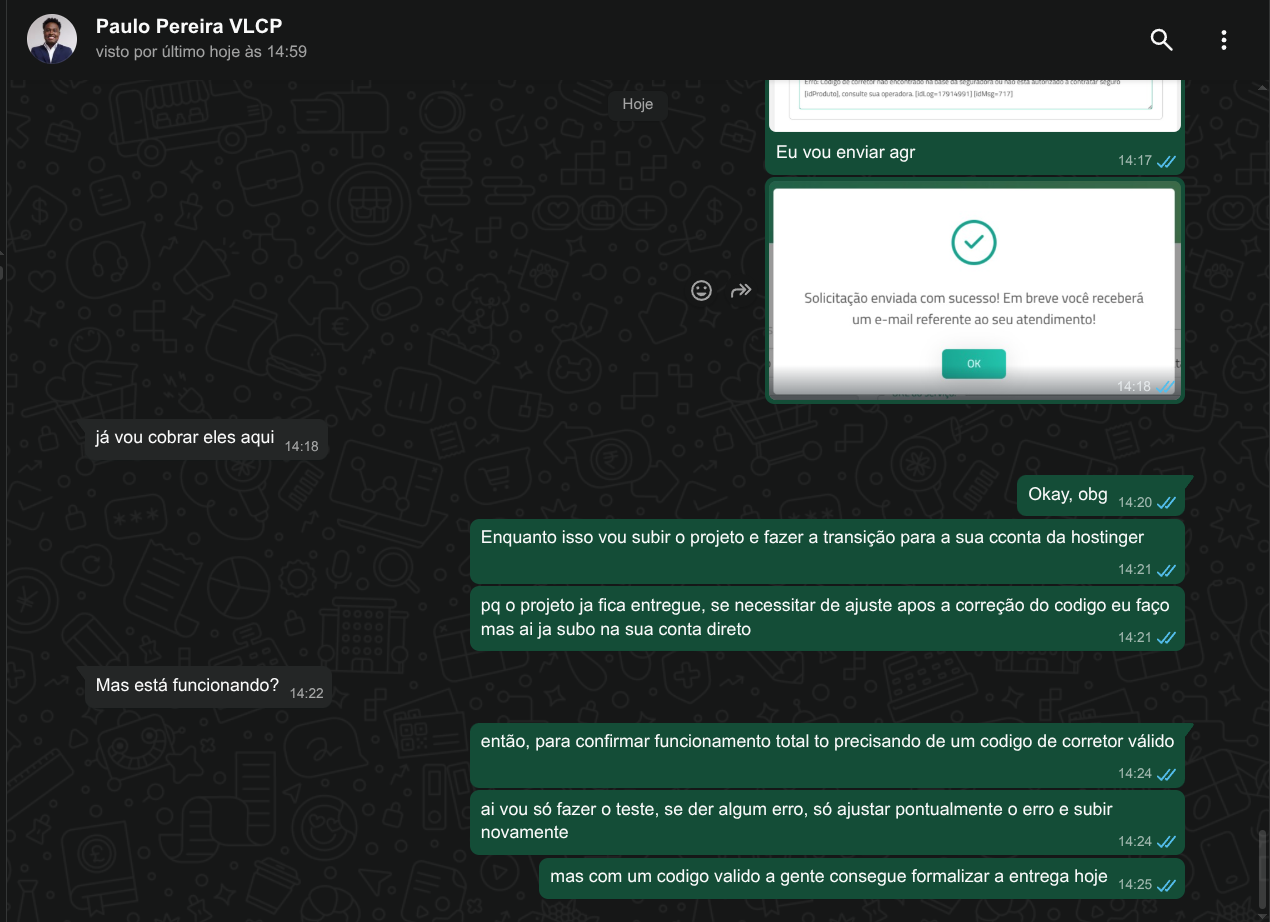 Paulo Pereira VLCP
visto por último hoje às 14:59
Hoje
Erro: Código de corretor não encontrado na base da seguradora ou não está autorizado a contratar seguro
[idProduto], consulte sua operadora. [idLog=17914991] [idMsg=717]
Eu vou enviar agr
14:17
Solicitação enviada com sucesso! Em breve você receberá
um e-mail referente ao seu atendimento!
OK
14:18
já vou cobrar eles aqui 14:18
Okay, obg 14:20
Enquanto isso vou subir o projeto e fazer a transição para a sua cconta da hostinger
14:21
pq o projeto ja fica entregue, se necessitar de ajuste apos a correção do codigo eu faço
mas ai ja subo na sua conta direto
14:21
Mas está funcionando? 14:22
então, para confirmar funcionamento total to precisando de um codigo de corretor válido
14:24
ai vou só fazer o teste, se der algum erro, só ajustar pontualmente o erro e subir
novamente
14:24
mas com um codigo valido a gente consegue formalizar a entrega hoje 14:25